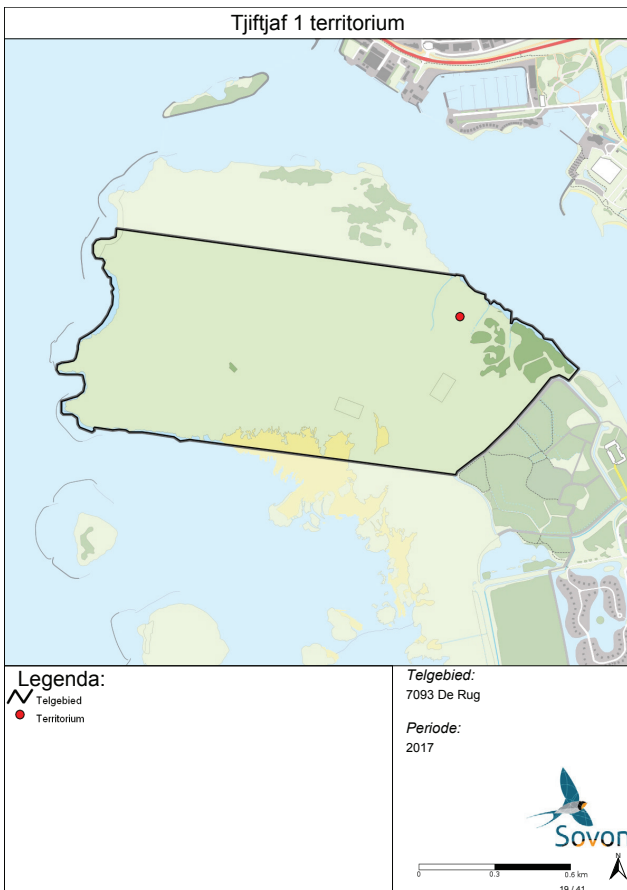 Tjiftjaf 1 territorium
Legenda:
Telgebied
Territorium
Telgebied:
7093 De Rug
Periode:
2017
Sovon
N
0 0.3 0.6 km
19 / 41